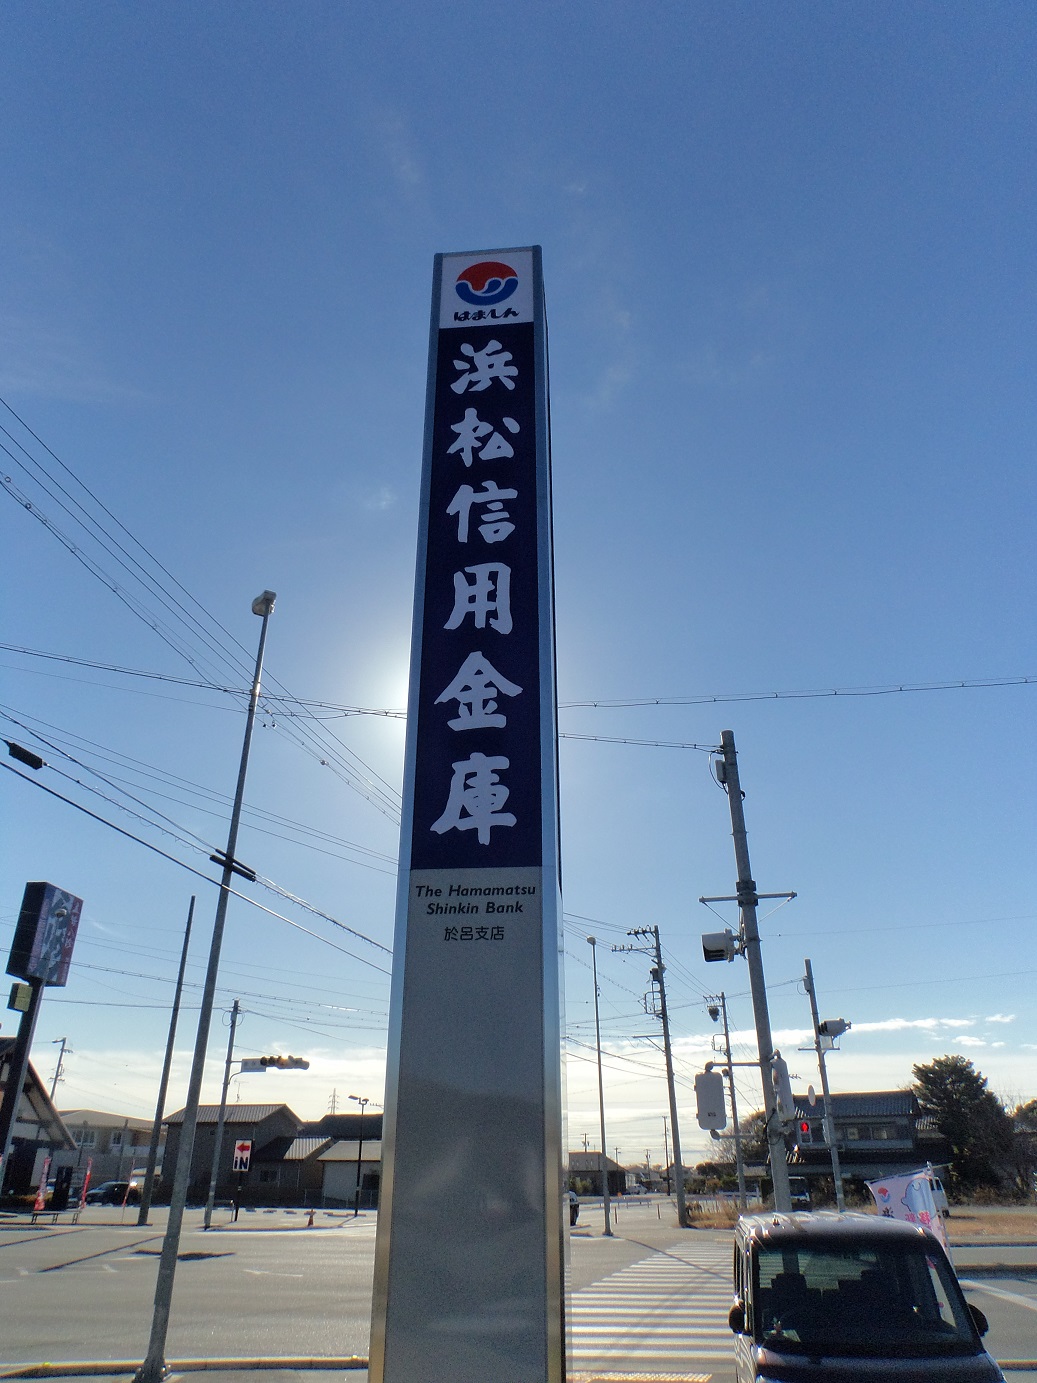 はましん
浜松信用金庫
The Hamamatsu
Shinkin Bank
於呂支店
IN